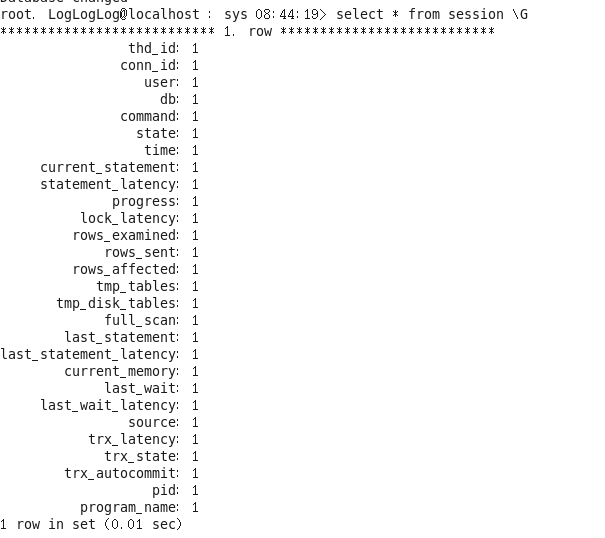 Database changed
root. LogLogLog@localhost : sys 08:44:19> select * from session \G
*************************** 1. row ***************************
thd_id: 1
conn_id: 1
user: 1
db: 1
command: 1
state: 1
time: 1
current_statement: 1
statement_latency: 1
progress: 1
lock_latency: 1
rows_examined: 1
rows_sent: 1
rows_affected: 1
tmp_tables: 1
tmp_disk_tables: 1
full_scan: 1
last_statement: 1
last_statement_latency: 1
current_memory: 1
last_wait: 1
last_wait_latency: 1
source: 1
trx_latency: 1
trx_state: 1
trx_autocommit: 1
pid: 1
program_name: 1
1 row in set (0.01 sec)